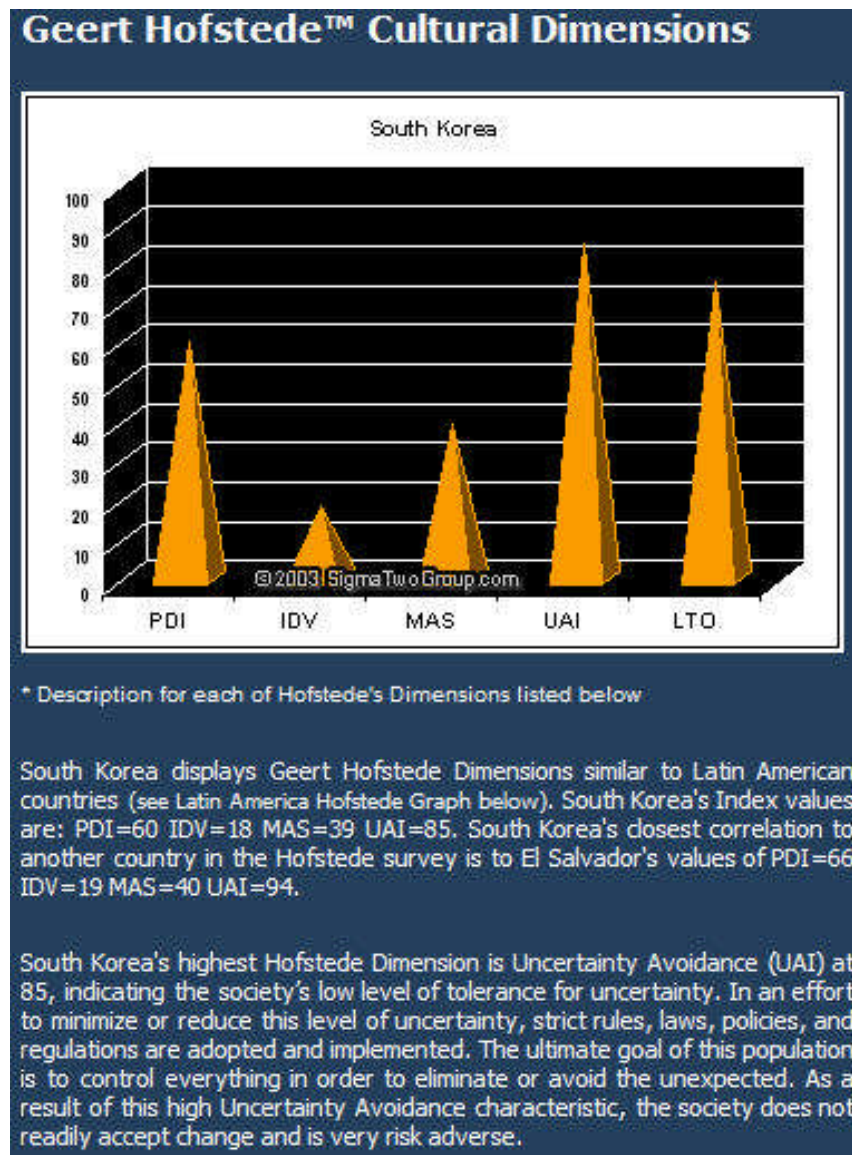 Geert Hofstede™ Cultural Dimensions
South Korea
100
90
80
70
60
50
40
30
20
10
0
©2003 SigmaTwoGroup.com
PDI IDV MAS UAI LTO
* Description for each of Hofstede's Dimensions listed below
South Korea displays Geert Hofstede Dimensions similar to Latin American
countries (see Latin America Hofstede Graph below). South Korea's Index values
are: PDI=60 IDV=18 MAS=39 UAI=85. South Korea's closest correlation to
another country in the Hofstede survey is to El Salvador's values of PDI=66
IDV=19 MAS=40 UAI=94.
South Korea's highest Hofstede Dimension is Uncertainty Avoidance (UAI) at
85, indicating the society’s low level of tolerance for uncertainty. In an effort
to minimize or reduce this level of uncertainty, strict rules, laws, policies, and
regulations are adopted and implemented. The ultimate goal of this population
is to control everything in order to eliminate or avoid the unexpected. As a
result of this high Uncertainty Avoidance characteristic, the society does not
readily accept change and is very risk adverse.